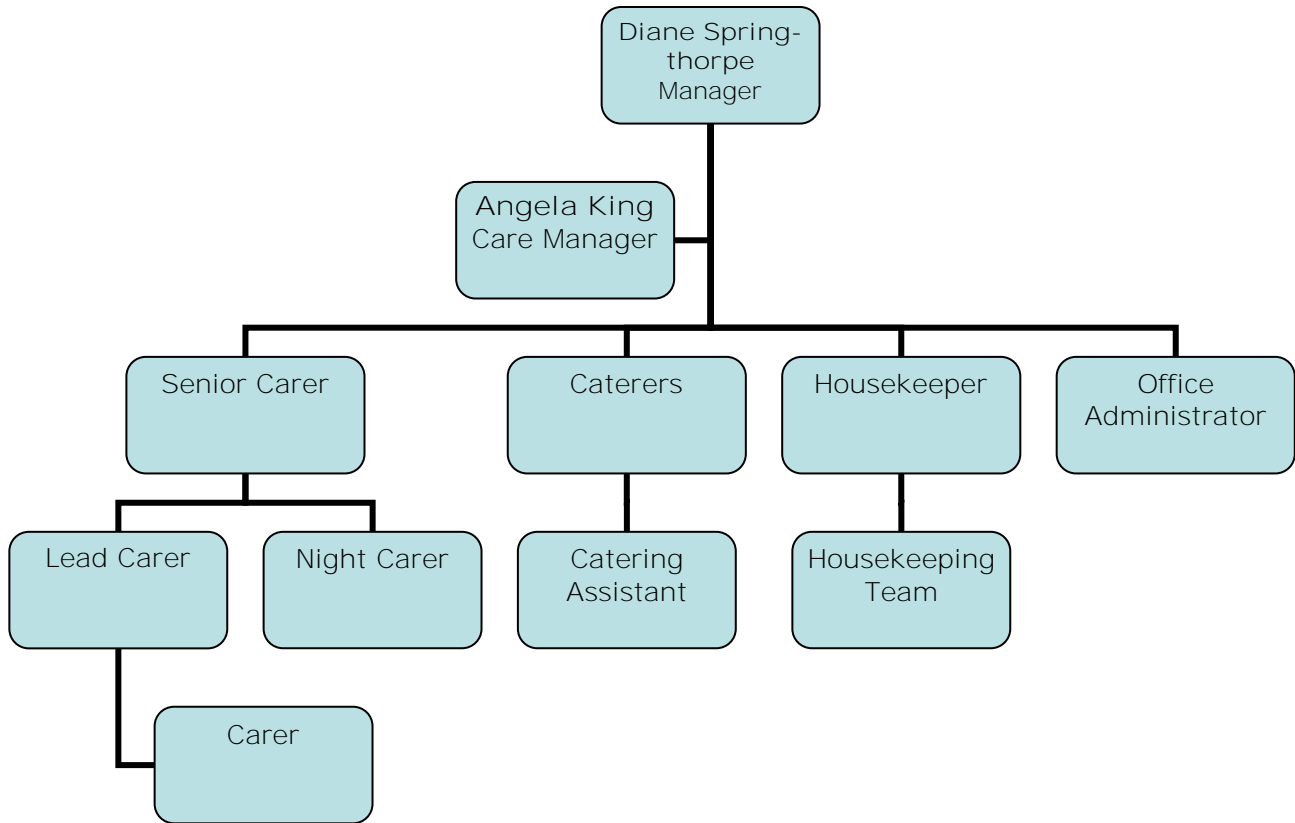 Diane Spring-
thorpe
Manager
Angela King
Care Manager
Senior Carer
Caterers
Housekeeper
Office
Administrator
Lead Carer
Night Carer
Catering
Assistant
Housekeeping
Team
Carer